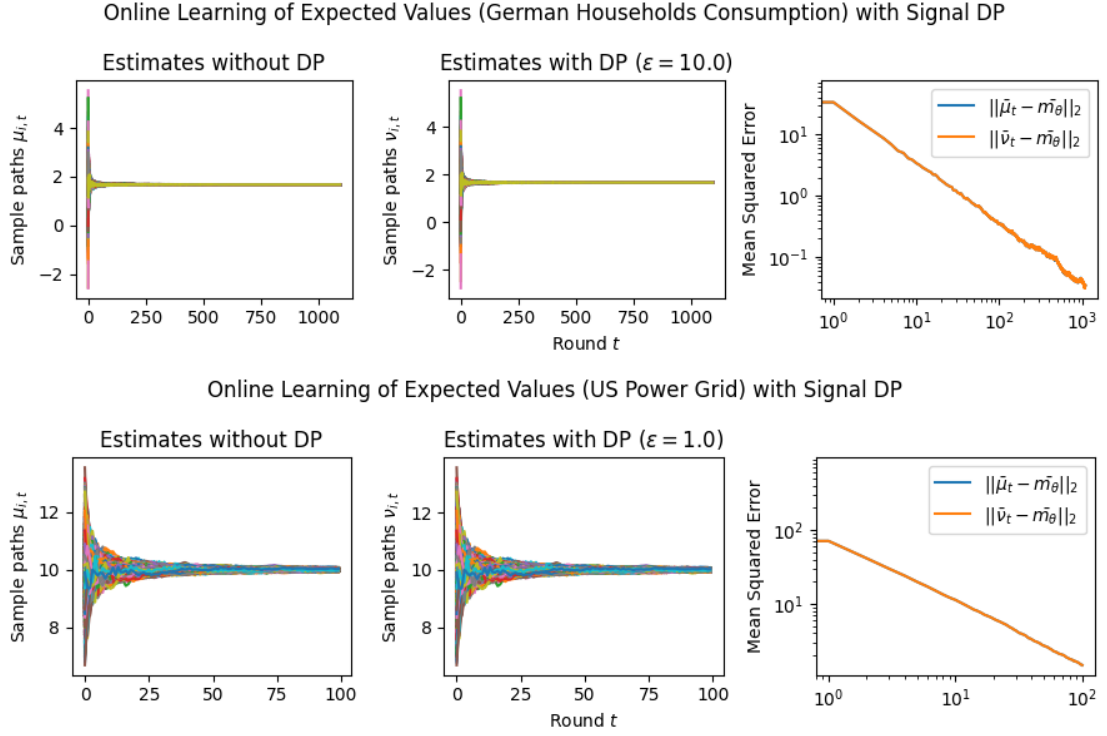 Online Learning of Expected Values (German Households Consumption) with Signal DP
Estimates without DP
Estimates with DP (ε = 10.0)
Sample paths μ_{i,t}
4
2
0
−2
0 250 500 750 1000
Sample paths ν_{i,t}
4
2
0
−2
0 250 500 750 1000
Round t
Mean Squared Error
10^1
10^0
10^{−1}
10^0 10^1 10^2 10^3
||μ̄_t − m̄_θ||_2
||ν̄_t − m̄_θ||_2
Online Learning of Expected Values (US Power Grid) with Signal DP
Estimates without DP
Estimates with DP (ε = 1.0)
Sample paths μ_{i,t}
12
10
8
0 25 50 75 100
Sample paths ν_{i,t}
12
10
8
0 25 50 75 100
Round t
Mean Squared Error
10^2
10^1
10^0 10^1 10^2
||μ̄_t − m̄_θ||_2
||ν̄_t − m̄_θ||_2